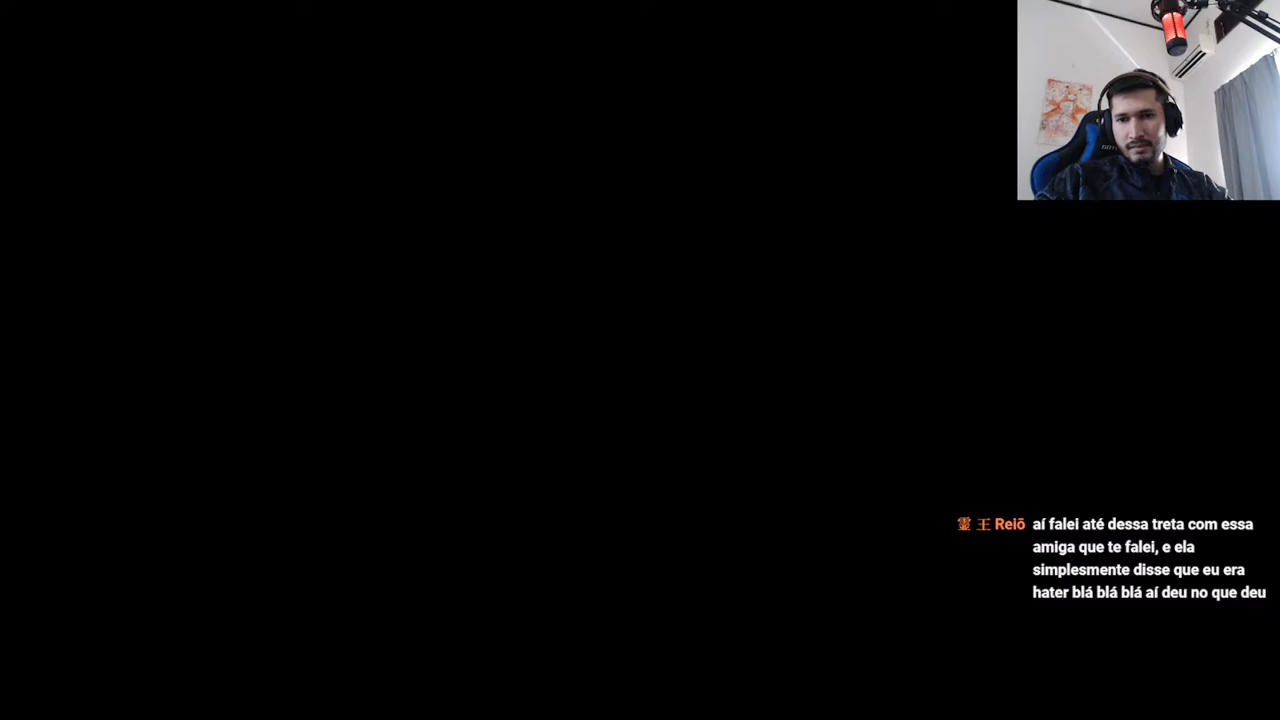 霊 王 Reiō aí falei até dessa treta com essa
amiga que te falei, e ela
simplesmente disse que eu era
hater blá blá blá aí deu no que deu